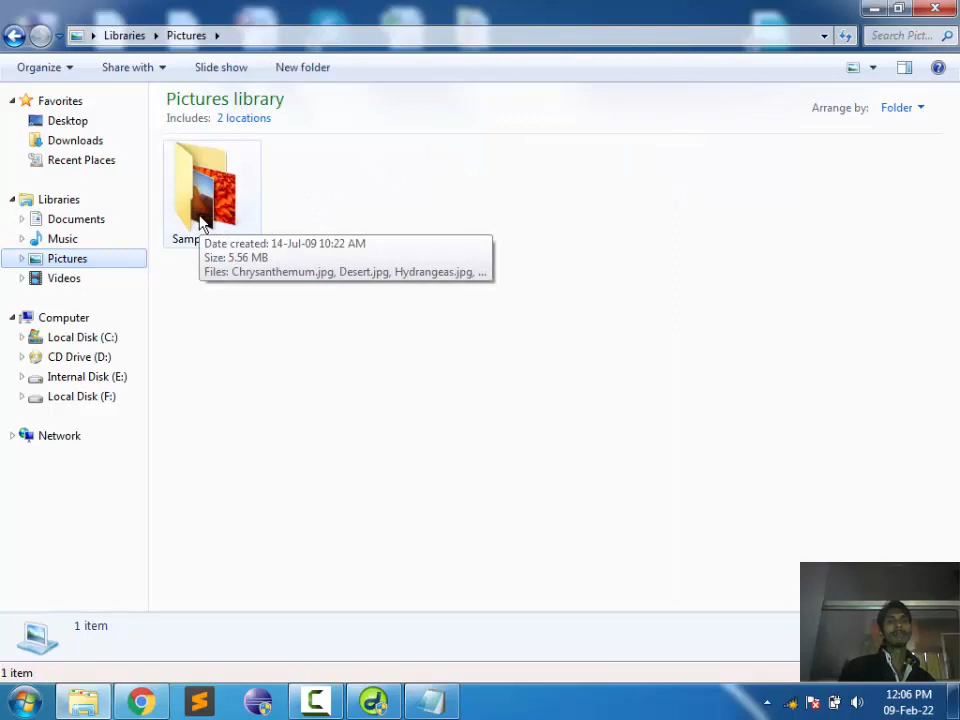 Libraries Pictures
Search Pict...
Organize Share with Slide show New folder
Favorites
Desktop
Downloads
Recent Places
Libraries
Documents
Music
Pictures
Videos
Computer
Local Disk (C:)
CD Drive (D:)
Internal Disk (E:)
Local Disk (F:)
Network
Pictures library
Includes: 2 locations
Arrange by: Folder
Samp
Date created: 14-Jul-09 10:22 AM
Size: 5.56 MB
Files: Chrysanthemum.jpg, Desert.jpg, Hydrangeas.jpg, ...
1 item
1 item
12:06 PM
09-Feb-22